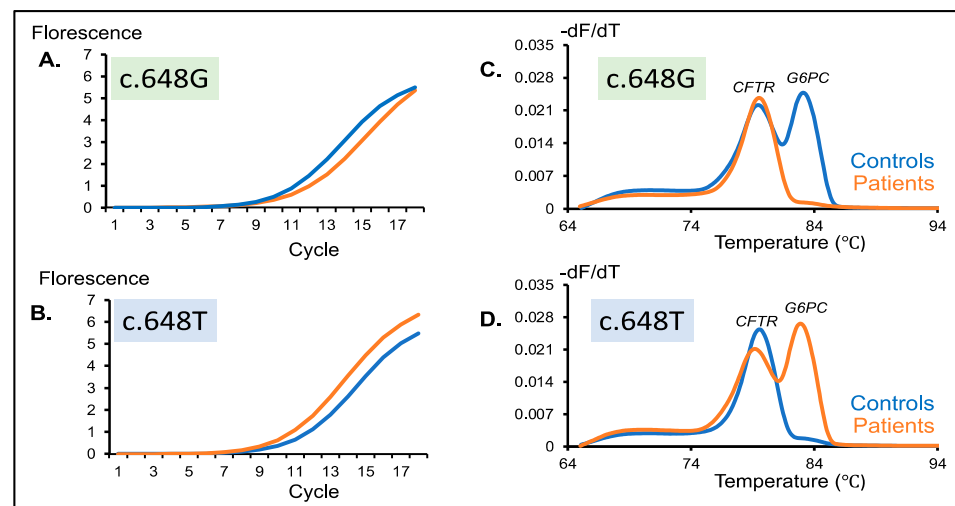 Florescence
A.
c.648G
7
6
5
4
3
2
1
0
1 3 5 7 9 11 13 15 17
Cycle
-dF/dT
C.
c.648G
0.035
0.028
0.021
0.014
0.007
0
CFTR
G6PC
Controls
Patients
64 74 84 94
Temperature (℃)
Florescence
B.
c.648T
7
6
5
4
3
2
1
0
1 3 5 7 9 11 13 15 17
Cycle
-dF/dT
D.
c.648T
0.035
0.028
0.021
0.014
0.007
0
CFTR
G6PC
Controls
Patients
64 74 84 94
Temperature (℃)